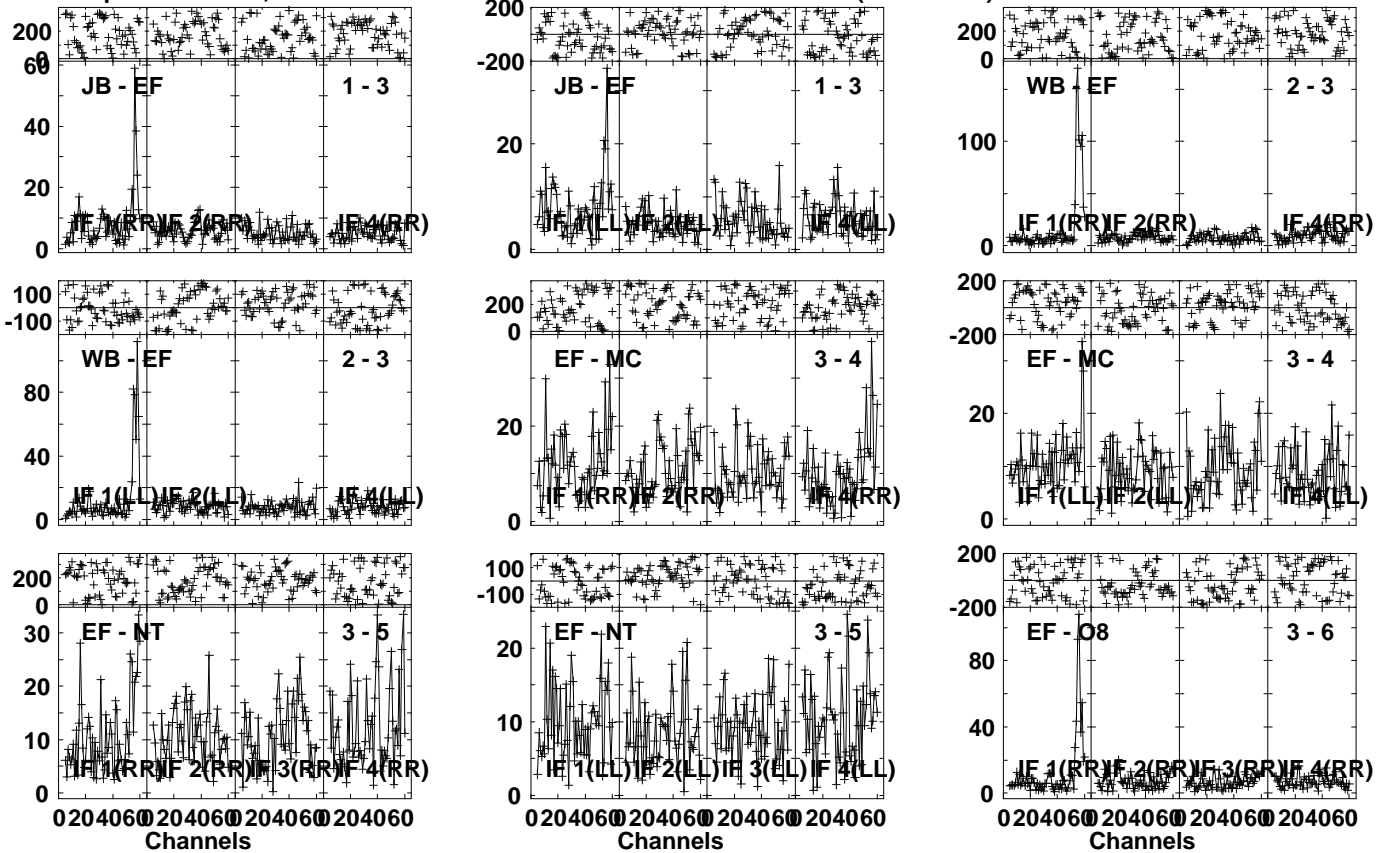 200
0
60
40
20
0
JB - EF 1 - 3
IF 1(RR) IF 2(RR) IF 4(RR)
200
-200
20
0
JB - EF 1 - 3
IF 1(LL) IF 2(LL) IF 4(LL)
200
0
100
0
WB - EF 2 - 3
IF 1(RR) IF 2(RR) IF 4(RR)
100
-100
80
40
0
WB - EF 2 - 3
IF 1(LL) IF 2(LL) IF 4(LL)
200
0
20
0
EF - MC 3 - 4
IF 1(RR) IF 2(RR) IF 4(RR)
200
-200
20
0
EF - MC 3 - 4
IF 1(LL) IF 2(LL) IF 4(LL)
200
0
30
20
10
0
EF - NT 3 - 5
IF 1(RR) IF 2(RR) IF 3(RR) IF 4(RR)
100
-100
20
10
0
EF - NT 3 - 5
IF 1(LL) IF 2(LL) IF 3(LL) IF 4(LL)
200
-200
80
40
0
EF - O8 3 - 6
IF 1(RR) IF 2(RR) IF 3(RR) IF 4(RR)
0 20 40 60 0 20 40 60 0 20 40 60 0 20 40 60
Channels
0 20 40 60 0 20 40 60 0 20 40 60 0 20 40 60
Channels
0 20 40 60 0 20 40 60 0 20 40 60 0 20 40 60
Channels